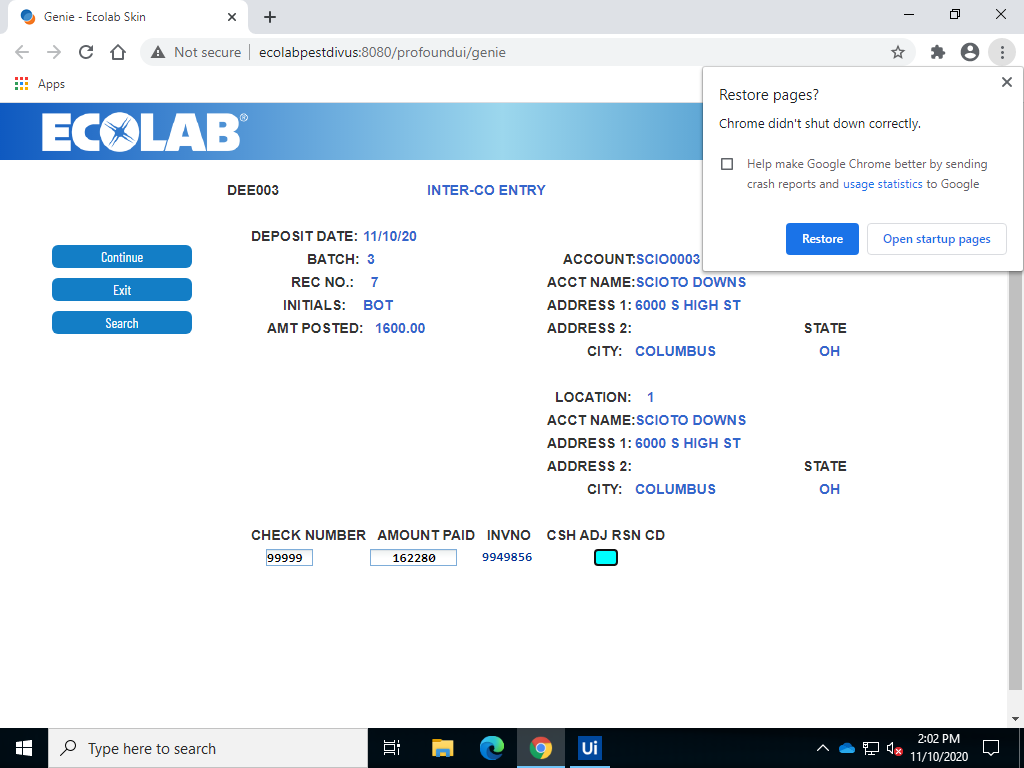 Genie - Ecolab Skin
Not secure ecolabpestdivus:8080/profoundui/genie
Apps
Restore pages?
Chrome didn't shut down correctly.
Help make Google Chrome better by sending
crash reports and usage statistics to Google
Restore Open startup pages
ECOLAB®
DEE003 INTER-CO ENTRY
DEPOSIT DATE: 11/10/20
Continue
BATCH: 3 ACCOUNT:SCIO0003
REC NO.: 7 ACCT NAME:SCIOTO DOWNS
Exit
INITIALS: BOT ADDRESS 1: 6000 S HIGH ST
Search
AMT POSTED: 1600.00 ADDRESS 2: STATE
CITY: COLUMBUS OH
LOCATION: 1
ACCT NAME:SCIOTO DOWNS
ADDRESS 1: 6000 S HIGH ST
ADDRESS 2: STATE
CITY: COLUMBUS OH
CHECK NUMBER AMOUNT PAID INVNO CSH ADJ RSN CD
99999 162280 9949856
Type here to search
Ui
2:02 PM
11/10/2020